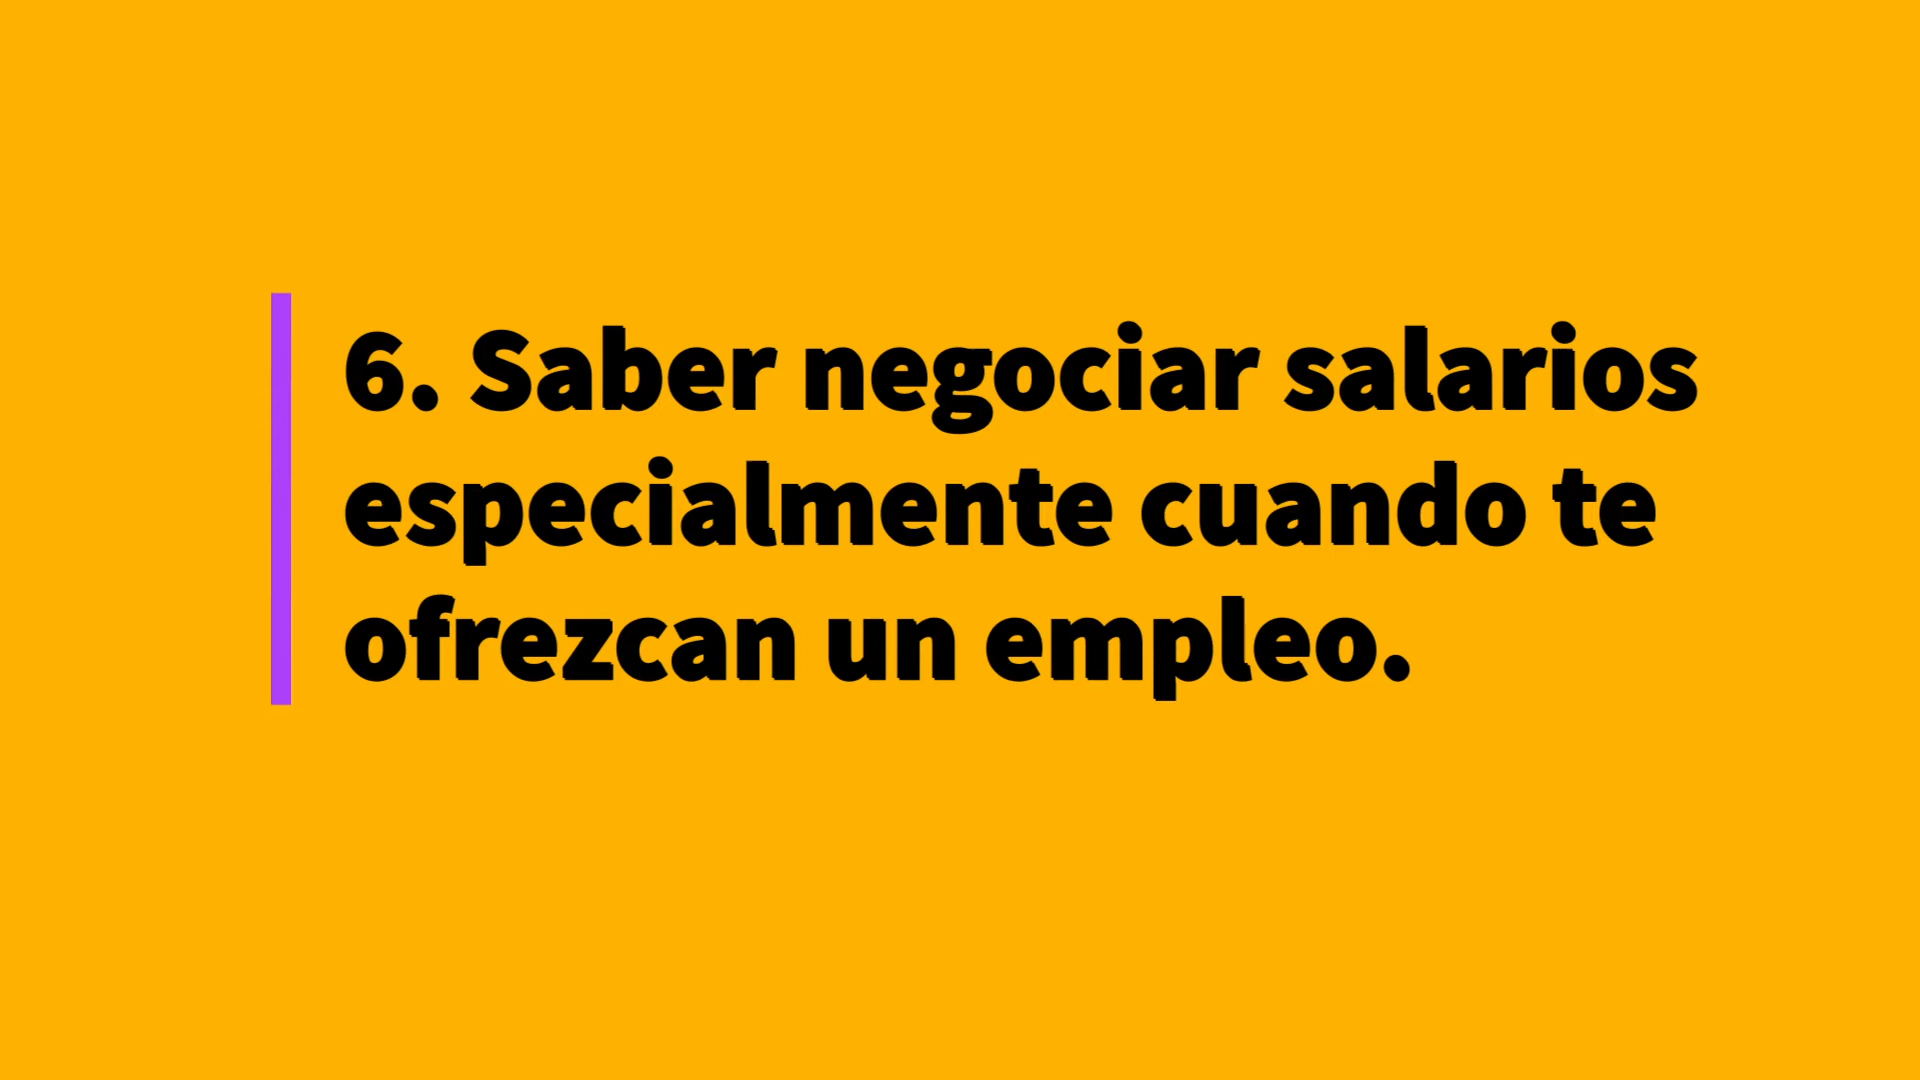 6. Saber negociar salarios
especialmente cuando te
ofrezcan un empleo.